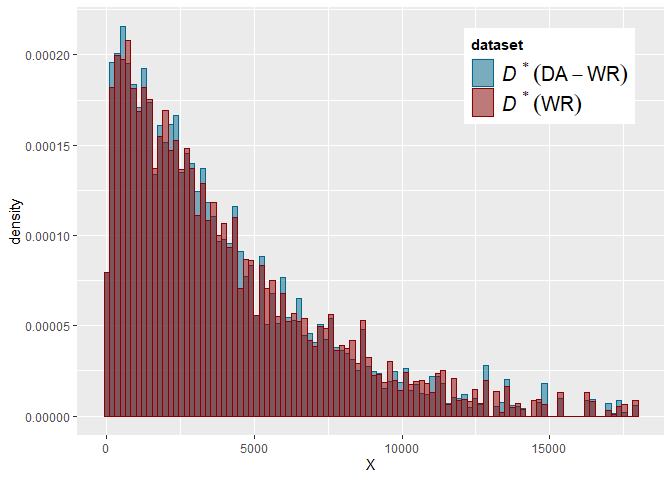 dataset
D * (DA − WR)
D * (WR)
0.00020
0.00015
0.00010
0.00005
0.00000
density
0 5000 10000 15000
X